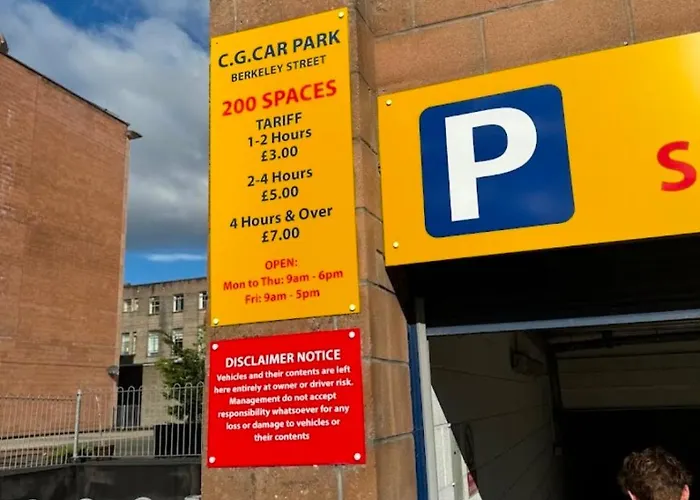 C.G.CAR PARK
BERKELEY STREET
200 SPACES
TARIFF
1-2 Hours
£3.00
2-4 Hours
£5.00
4 Hours & Over
£7.00
OPEN:
Mon to Thu: 9am - 6pm
Fri: 9am - 5pm
DISCLAIMER NOTICE
Vehicles and their contents are left
here entirely at owner or driver risk.
Management do not accept
responsibility whatsoever for any
loss or damage to vehicles or
their contents
P
S